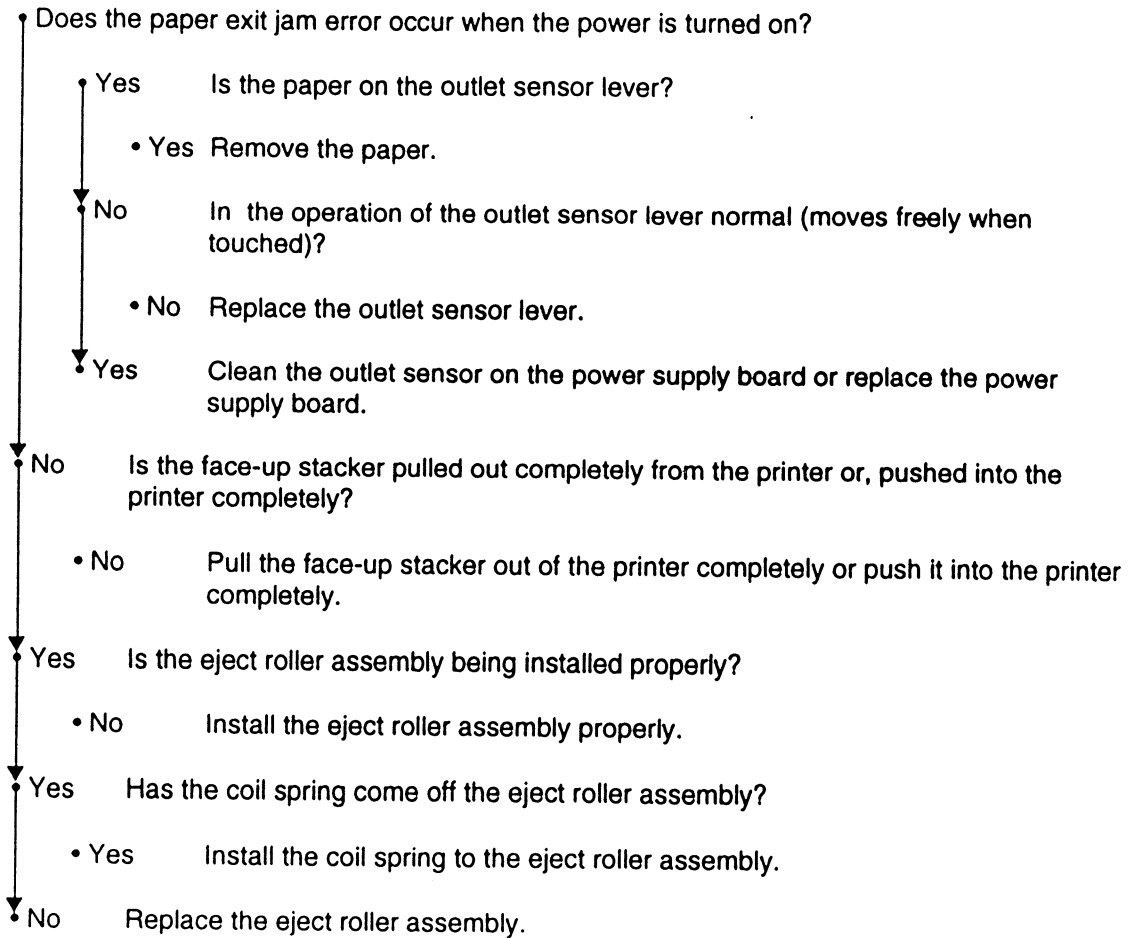 • Does the paper exit jam error occur when the power is turned on?
• Yes Is the paper on the outlet sensor lever?
• Yes Remove the paper.
• No In the operation of the outlet sensor lever normal (moves freely when
touched)?
• No Replace the outlet sensor lever.
• Yes Clean the outlet sensor on the power supply board or replace the power
supply board.
• No Is the face-up stacker pulled out completely from the printer or, pushed into the
printer completely?
• No Pull the face-up stacker out of the printer completely or push it into the printer
completely.
• Yes Is the eject roller assembly being installed properly?
• No Install the eject roller assembly properly.
• Yes Has the coil spring come off the eject roller assembly?
• Yes Install the coil spring to the eject roller assembly.
• No Replace the eject roller assembly.